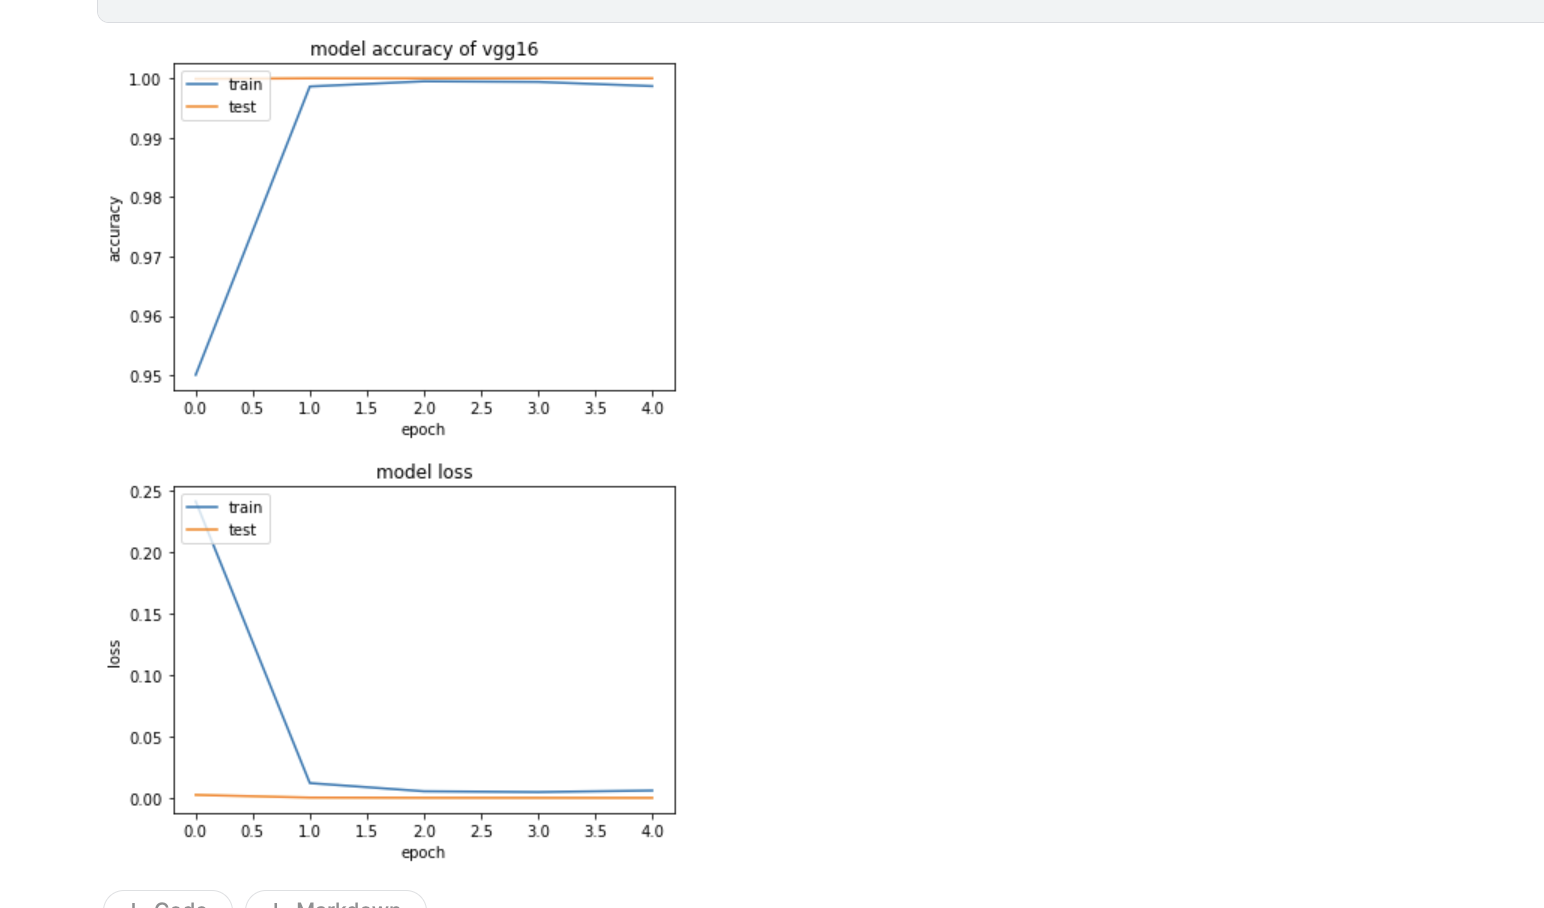 model accuracy of vgg16
1.00
0.99
0.98
0.97
0.96
0.95
accuracy
train
test
0.0 0.5 1.0 1.5 2.0 2.5 3.0 3.5 4.0
epoch
model loss
0.25
0.20
0.15
0.10
0.05
0.00
loss
train
test
0.0 0.5 1.0 1.5 2.0 2.5 3.0 3.5 4.0
epoch
+ Code + Markdown